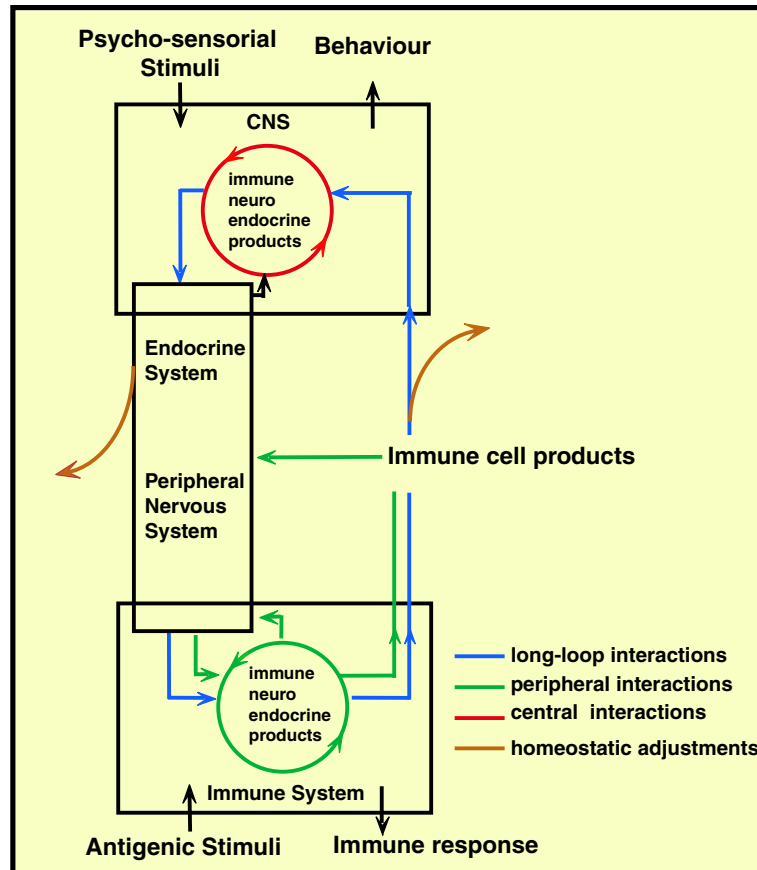 Psycho-sensorial
Stimuli
Behaviour
CNS
immune
neuro
endocrine
products
Endocrine
System
Immune cell products
Peripheral
Nervous
System
immune
neuro
endocrine
products
Immune System
long-loop interactions
peripheral interactions
central interactions
homeostatic adjustments
Antigenic Stimuli
Immune response